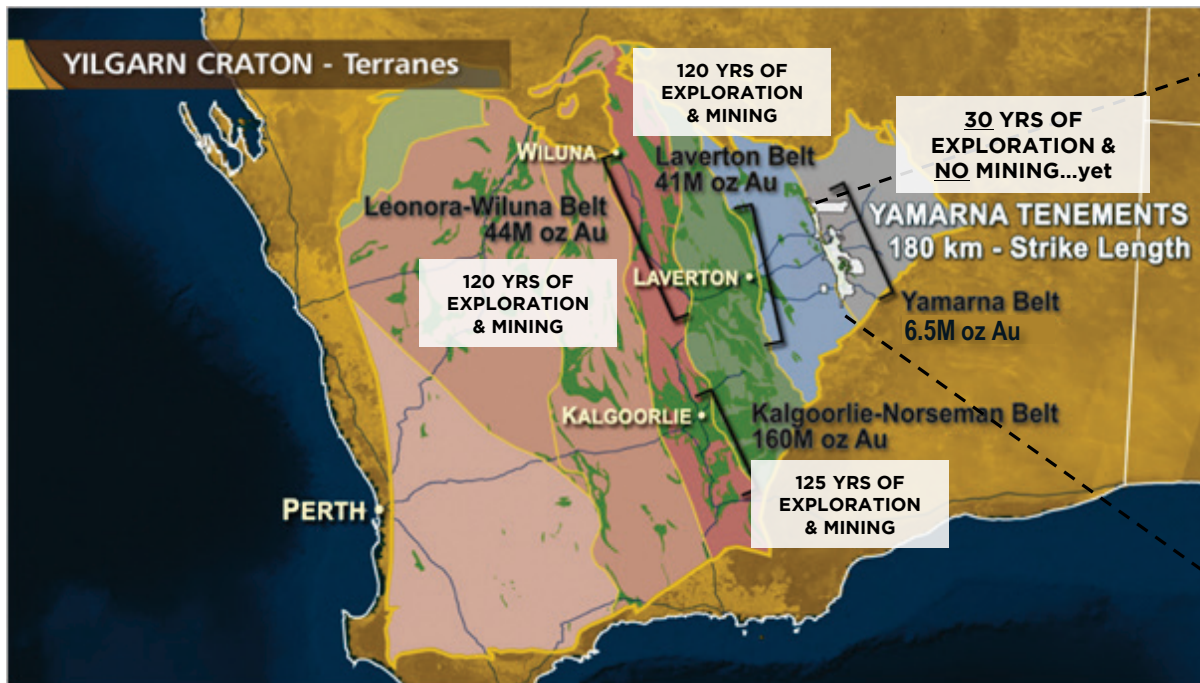 YILGARN CRATON - Terranes
120 YRS OF
EXPLORATION
& MINING
30 YRS OF
EXPLORATION &
NO MINING...yet
WILUNA
Laverton Belt
41M oz Au
Leonora-Wiluna Belt
44M oz Au
YAMARNA TENEMENTS
180 km - Strike Length
120 YRS OF
EXPLORATION
& MINING
LAVERTON
Yamarna Belt
6.5M oz Au
KALGOORLIE
Kalgoorlie-Norseman Belt
160M oz Au
125 YRS OF
EXPLORATION
& MINING
PERTH